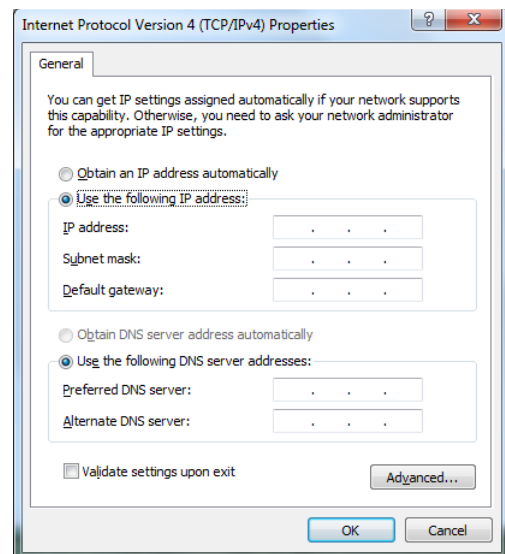 Internet Protocol Version 4 (TCP/IPv4) Properties
General
You can get IP settings assigned automatically if your network supports
this capability. Otherwise, you need to ask your network administrator
for the appropriate IP settings.
Obtain an IP address automatically
Use the following IP address:
IP address:
Subnet mask:
Default gateway:
Obtain DNS server address automatically
Use the following DNS server addresses:
Preferred DNS server:
Alternate DNS server:
Validate settings upon exit
Advanced...
OK
Cancel